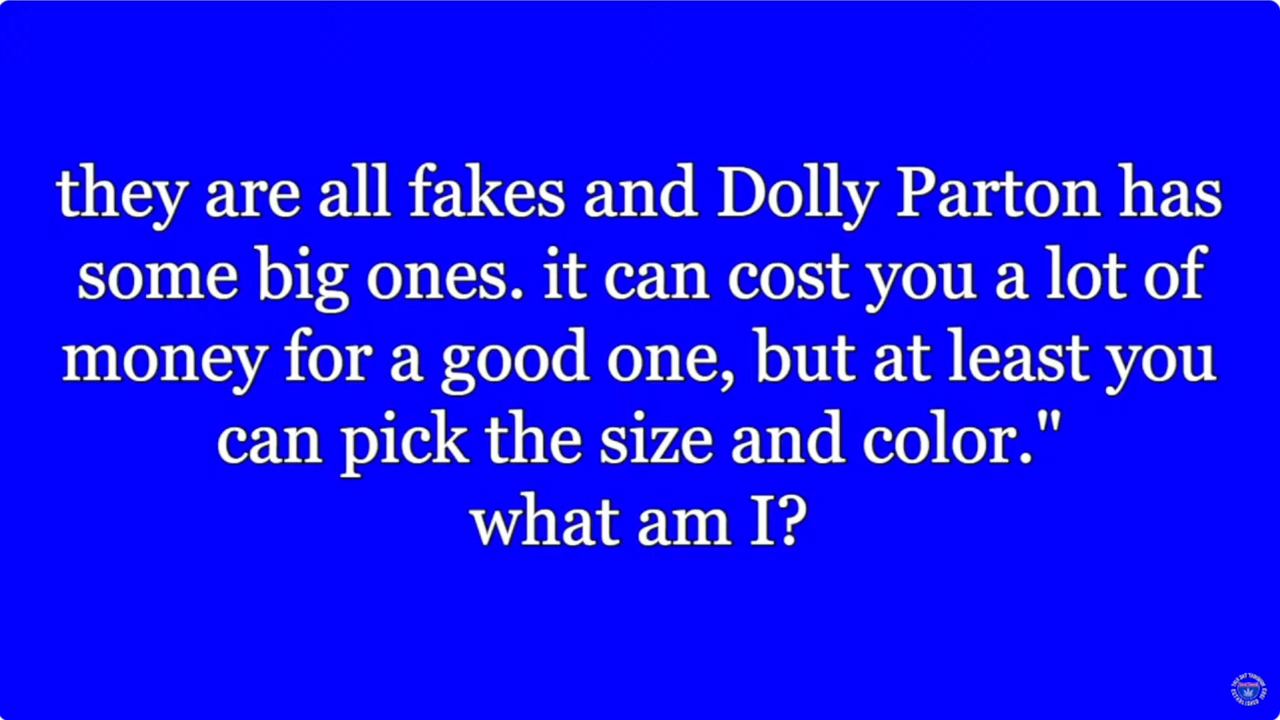 they are all fakes and Dolly Parton has
some big ones. it can cost you a lot of
money for a good one, but at least you
can pick the size and color."
what am I?